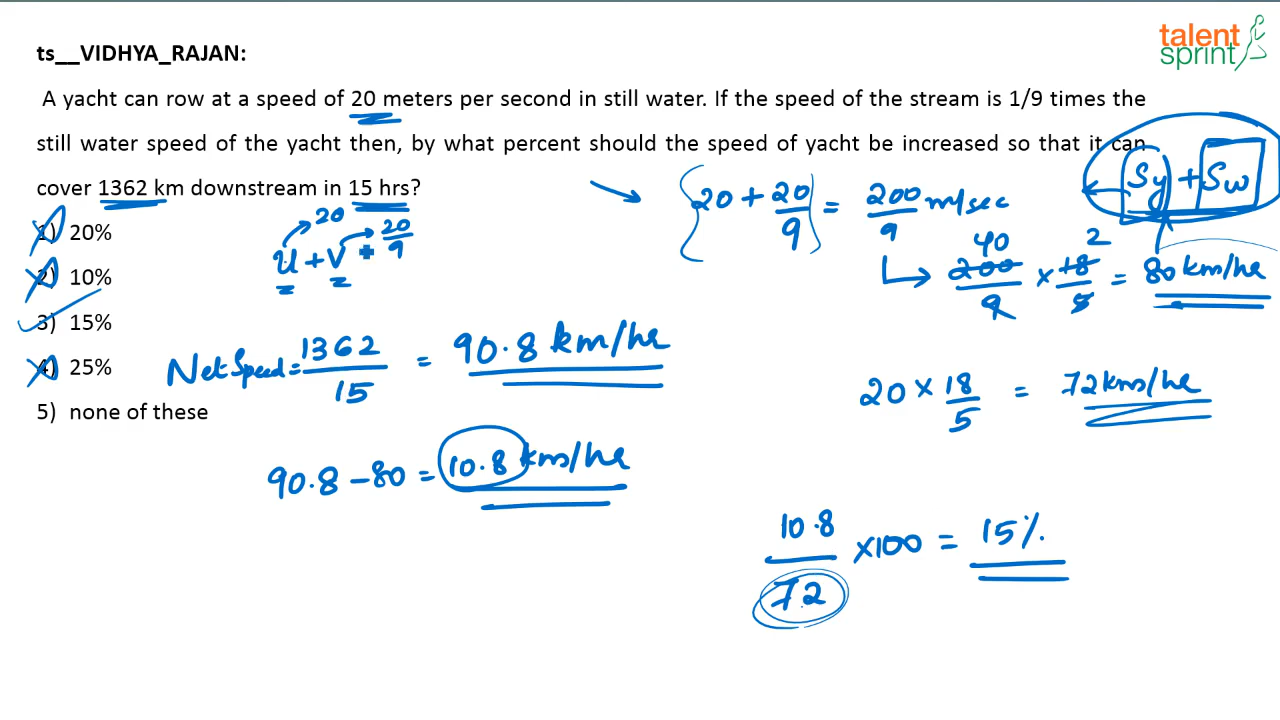 talent
sprint
ts__VIDHYA_RAJAN:
A yacht can row at a speed of 20 meters per second in still water. If the speed of the stream is 1/9 times the
still water speed of the yacht then, by what percent should the speed of yacht be increased so that it can
cover 1362 km downstream in 15 hrs?
1) 20%
2) 10%
3) 15%
4) 25%
5) none of these
20 20/9
U + V
Sy + Sw
{20 + 20/9} = 200/9 m/sec
40 2
200/9 × 18/5 = 80 km/hr
Net Speed = 1362/15 = 90.8 km/hr
20 × 18/5 = 72 kms/hr
90.8 - 80 = 10.8 kms/hr
10.8/72 × 100 = 15%